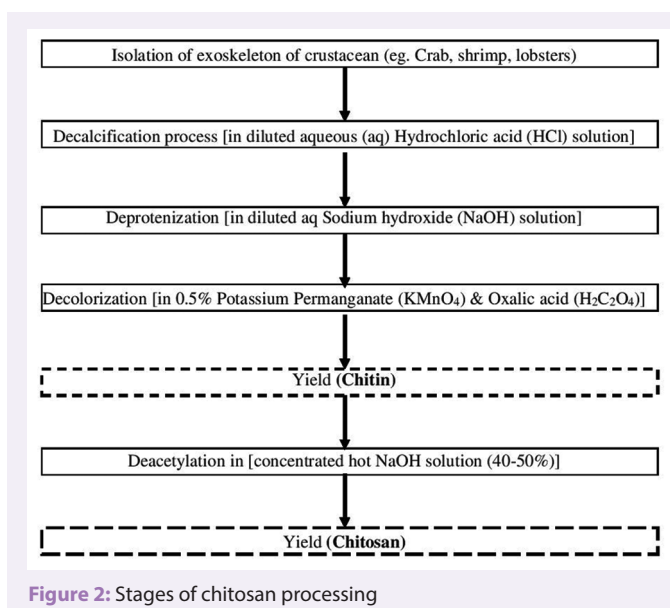 Isolation of exoskeleton of crustacean (eg. Crab, shrimp, lobsters)
Decalcification process [in diluted aqueous (aq) Hydrochloric acid (HCl) solution]
Deprotenization [in diluted aq Sodium hydroxide (NaOH) solution]
Decolorization [in 0.5% Potassium Permanganate (KMnO₄) & Oxalic acid (H₂C₂O₄)]
Yield (Chitin)
Deacetylation in [concentrated hot NaOH solution (40-50%)]
Yield (Chitosan)
Figure 2: Stages of chitosan processing